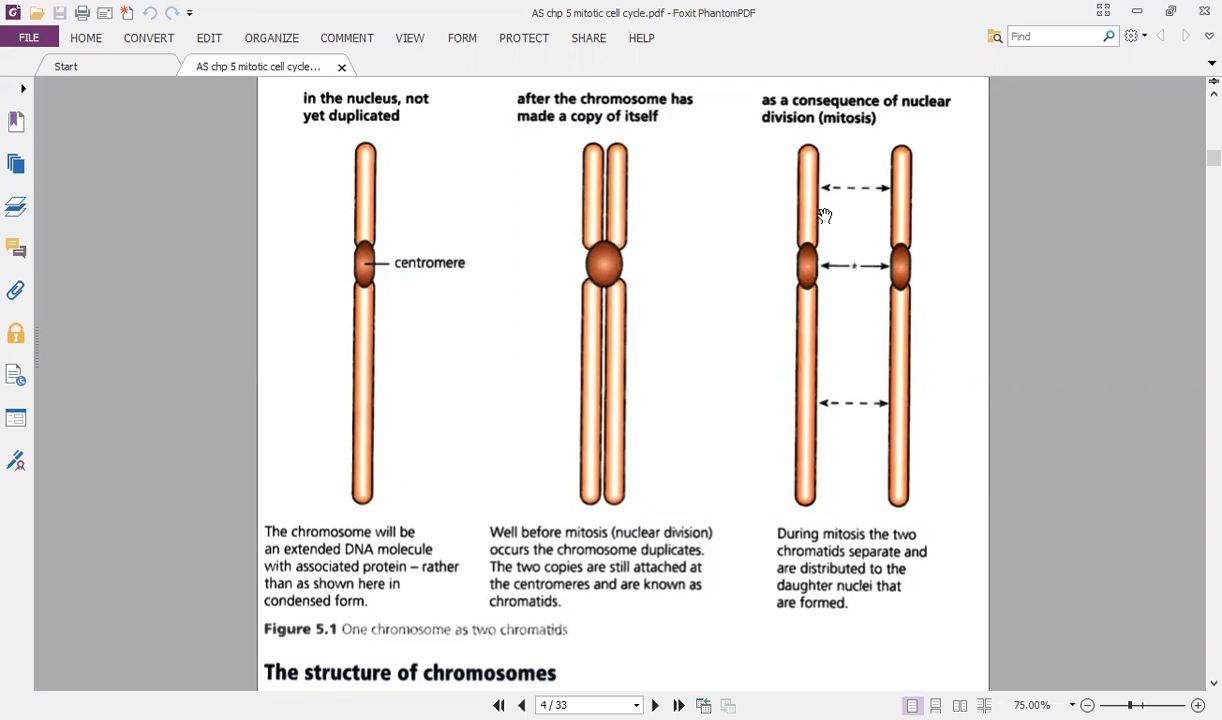 AS chp 5 mitotic cell cycle.pdf - Foxit PhantomPDF
FILE HOME CONVERT EDIT ORGANIZE COMMENT VIEW FORM PROTECT SHARE HELP Find
Start AS chp 5 mitotic cell cycle...
in the nucleus, not
yet duplicated
after the chromosome has
made a copy of itself
as a consequence of nuclear
division (mitosis)
centromere
*
The chromosome will be
an extended DNA molecule
with associated protein – rather
than as shown here in
condensed form.
Well before mitosis (nuclear division)
occurs the chromosome duplicates.
The two copies are still attached at
the centromeres and are known as
chromatids.
During mitosis the two
chromatids separate and
are distributed to the
daughter nuclei that
are formed.
Figure 5.1 One chromosome as two chromatids
The structure of chromosomes
4 / 33 75.00%